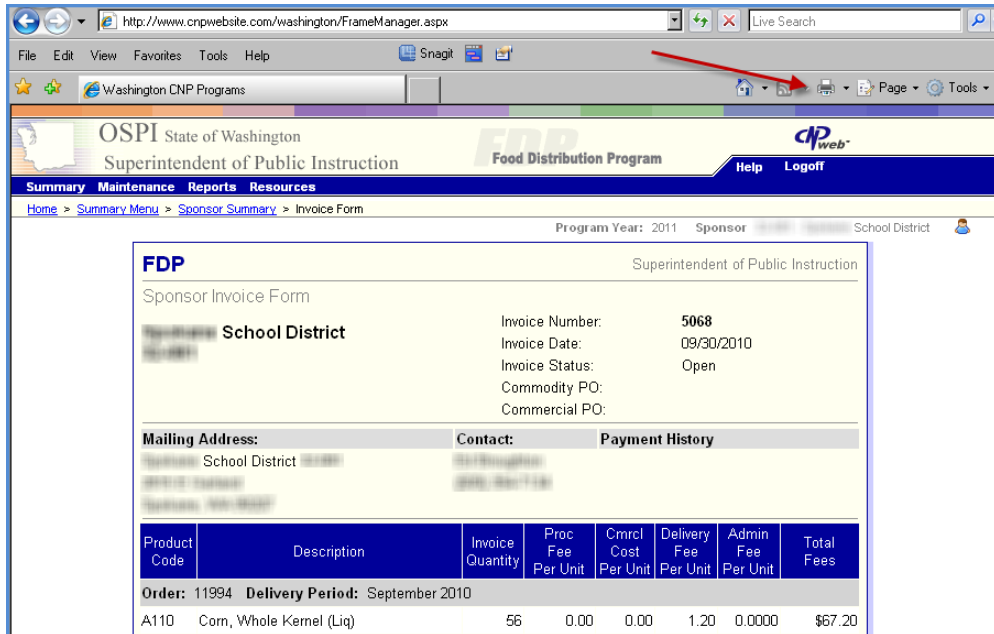 http://www.cnpwebsite.com/washington/FrameManager.aspx Live Search
File Edit View Favorites Tools Help Snagit
Washington CNP Programs Page Tools
OSPI State of Washington
Superintendent of Public Instruction
FDP
Food Distribution Program
CNP web
Help Logoff
Summary Maintenance Reports Resources
Home > Summary Menu > Sponsor Summary > Invoice Form
Program Year: 2011 Sponsor School District
FDP Superintendent of Public Instruction
Sponsor Invoice Form
School District
Invoice Number: 5068
Invoice Date: 09/30/2010
Invoice Status: Open
Commodity PO:
Commercial PO:
Mailing Address: Contact: Payment History
School District
Product Code Description Invoice Quantity Proc Fee Per Unit Cmrcl Cost Per Unit Delivery Fee Per Unit Admin Fee Per Unit Total Fees
Order: 11994 Delivery Period: September 2010
A110 Corn, Whole Kernel (Liq) 56 0.00 0.00 1.20 0.0000 $67.20